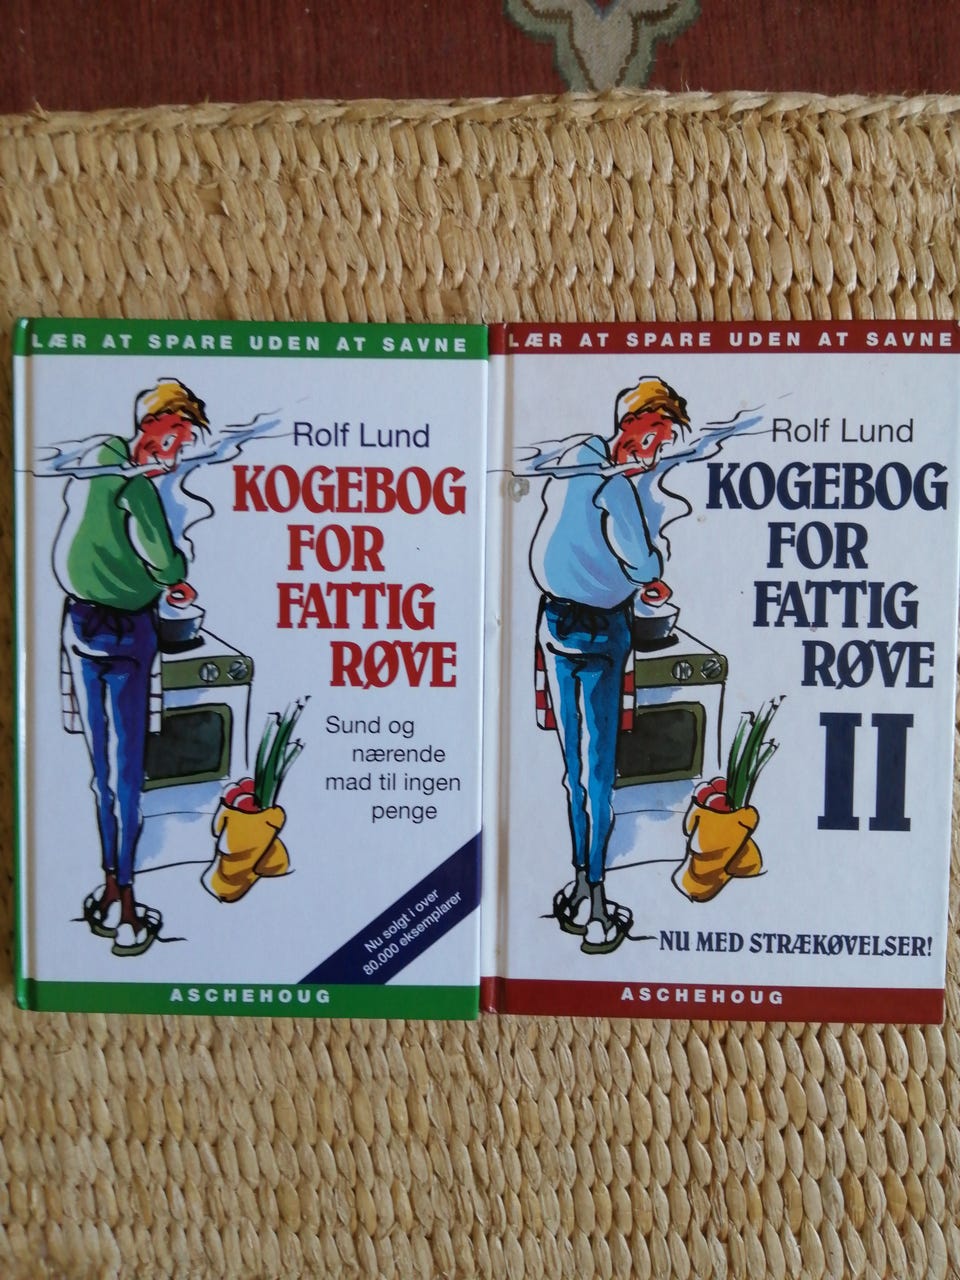 LÆR AT SPARE UDEN AT SAVNE
Rolf Lund
KOGEBOG
FOR
FATTIG
RØVE
Sund og
nærende
mad til ingen
penge
Nu solgt i over
80.000 eksemplarer
ASCHEHOUG
LÆR AT SPARE UDEN AT SAVNE
Rolf Lund
KOGEBOG
FOR
FATTIG
RØVE
II
NU MED STRÆKØVELSER!
ASCHEHOUG